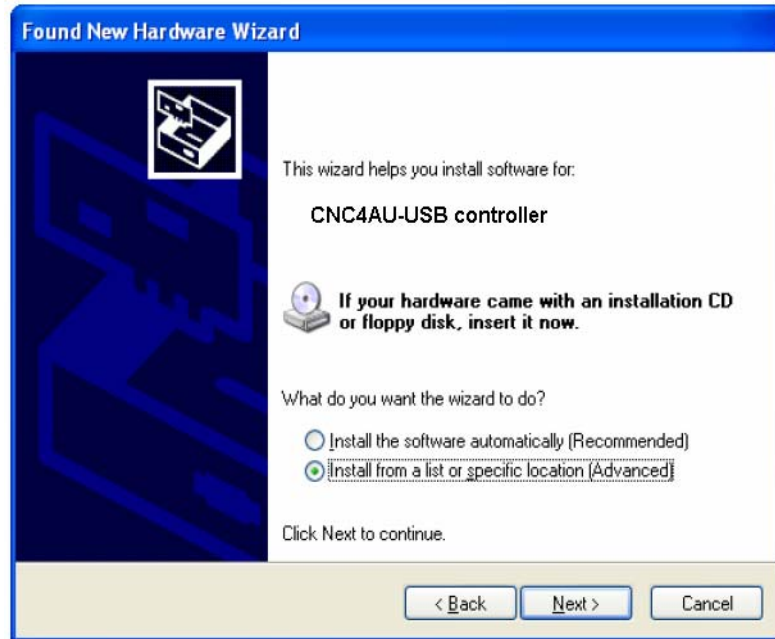 Found New Hardware Wizard
This wizard helps you install software for:
CNC4AU-USB controller
If your hardware came with an installation CD
or floppy disk, insert it now.
What do you want the wizard to do?
Install the software automatically (Recommended)
Install from a list or specific location (Advanced)
Click Next to continue.
< Back
Next >
Cancel